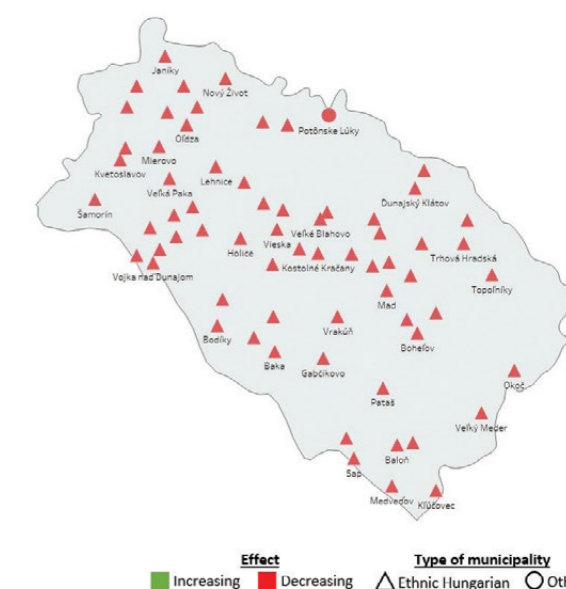 Janíky
Nový Život
Potônske Lúky
Oľdza
Mierovo
Kvetoslavov
Lehnice
Veľká Paka
Dunajský Klátov
Šamorín
Veľké Blahovo
Vieska
Holice
Trhová Hradská
Kostolné Kračany
Vojka nad Dunajom
Topoľníky
Mad
Vrakúň
Bodíky
Boheľov
Baka
Gabčíkovo
Okoč
Pataš
Veľký Meder
Baloň
Sap
Medveďov
Kľúčovec
Effect Type of municipality
Increasing Decreasing Ethnic Hungarian Oth